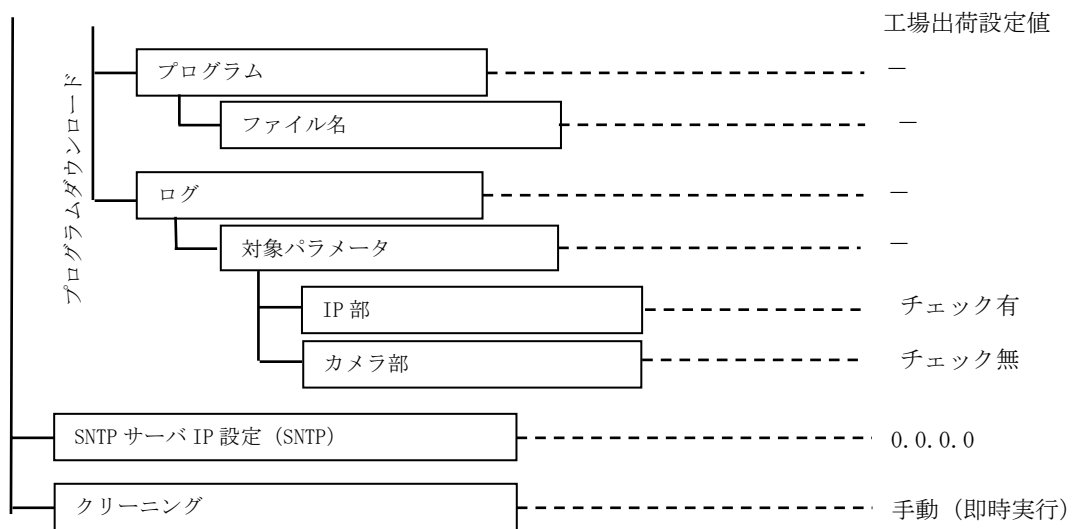 工場出荷設定値
プログラムダウンロード
プログラム
－
ファイル名
－
ログ
－
対象パラメータ
－
IP 部
チェック有
カメラ部
チェック無
SNTP サーバ IP 設定（SNTP）
0.0.0.0
クリーニング
手動（即時実行）